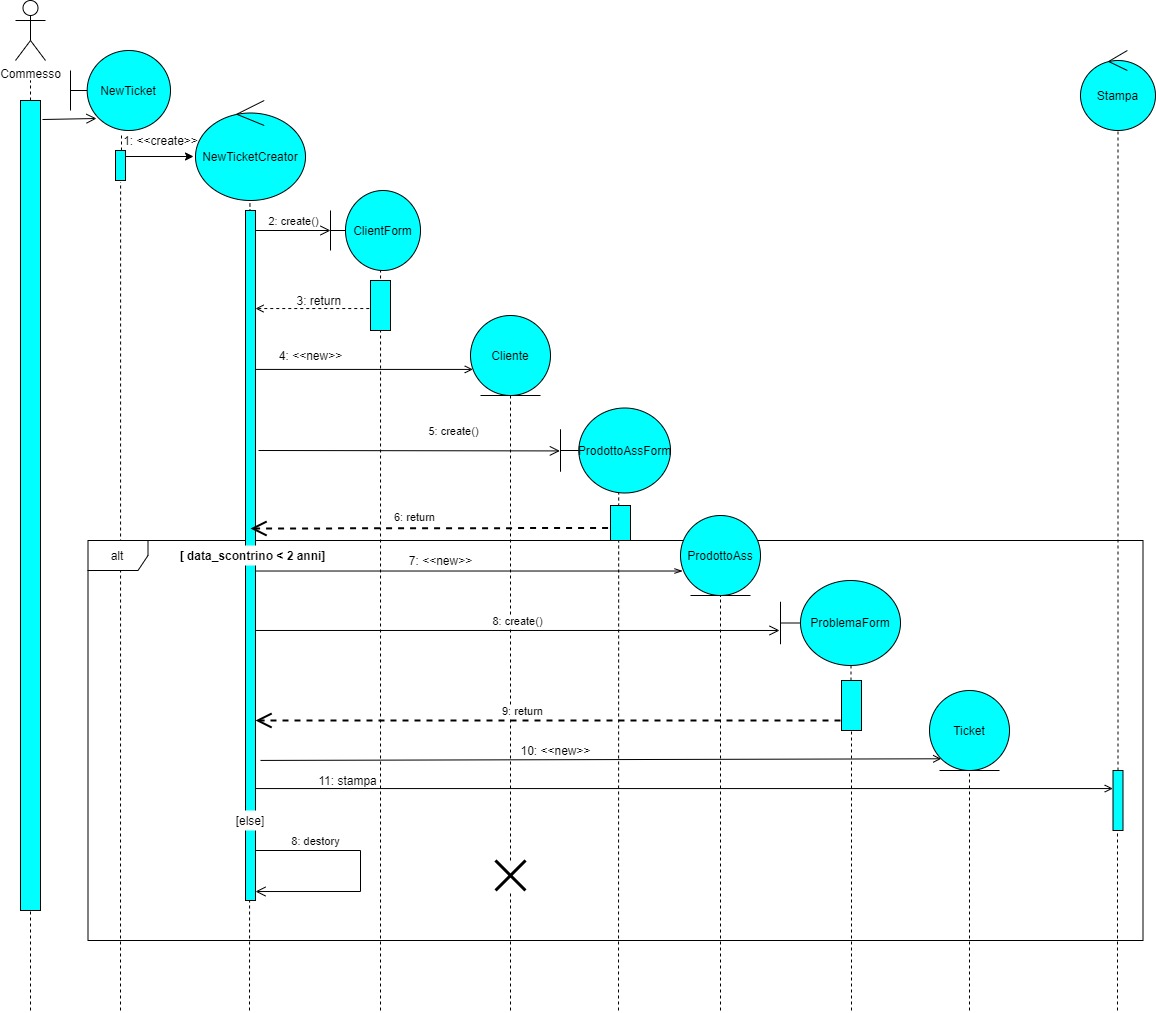 Commesso
NewTicket
Stampa
1: <<create>>
NewTicketCreator
2: create()
ClientForm
3: return
4: <<new>>
Cliente
5: create()
ProdottoAssForm
6: return
alt
[ data_scontrino < 2 anni]
7: <<new>>
ProdottoAss
8: create()
ProblemaForm
9: return
10: <<new>>
Ticket
11: stampa
[else]
8: destory